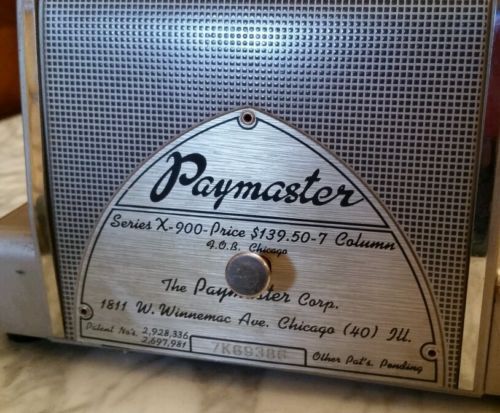 Paymaster
Series X-900-Price $139.50-7 Column
F.O.B. Chicago
The Paymaster Corp.
1811 W. Winnemac Ave. Chicago (40) Ill.
Patent No's. 2,928,336
2,697,981
7K69386
Other Pat's. Pending